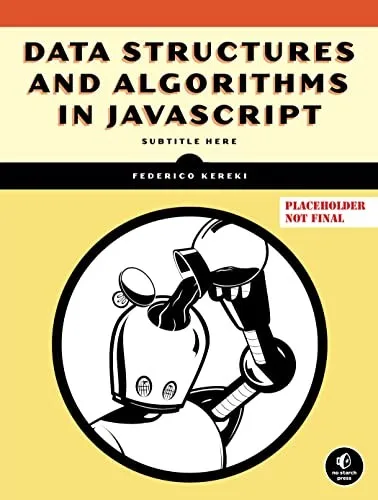 DATA STRUCTURES
AND ALGORITHMS
IN JAVASCRIPT
SUBTITLE HERE
FEDERICO KEREKI
PLACEHOLDER
NOT FINAL
no starch
press